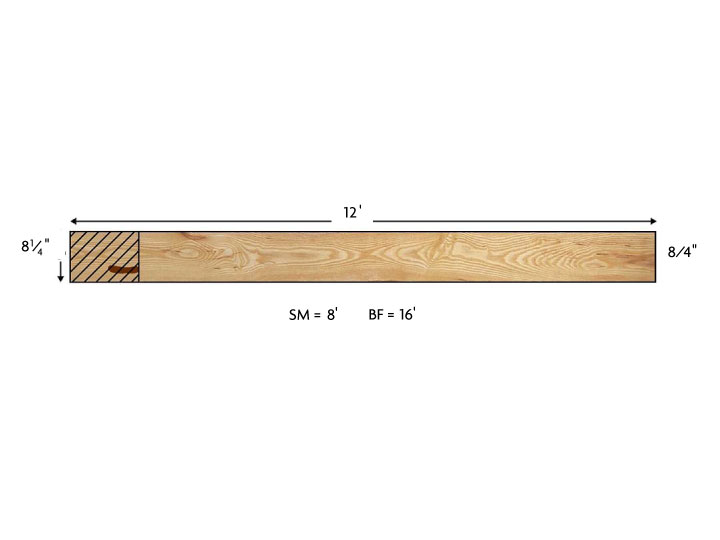 12'
8¼"
8/4"
SM = 8' BF = 16'